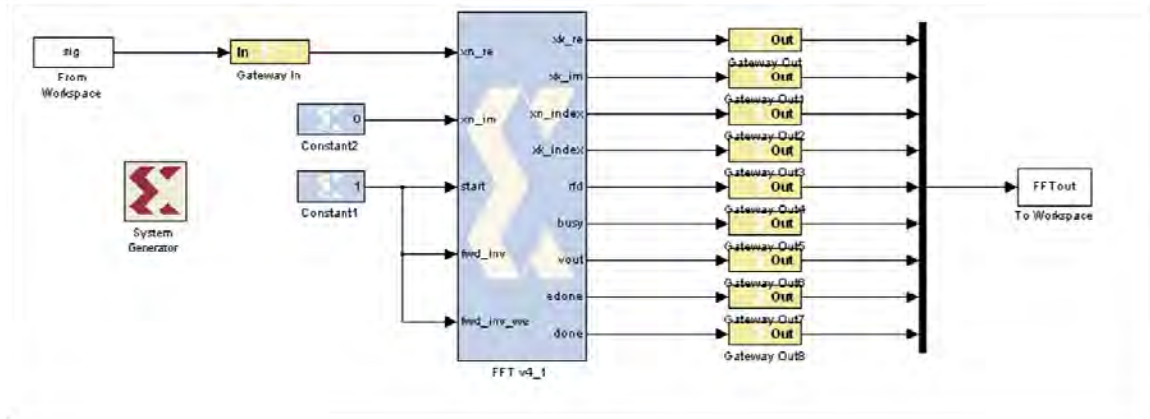 sig
From
Workspace
In
Gateway In
0
Constant2
1
Constant1
System
Generator
xn_re
xn_im
start
fwd_inv
fwd_inv_we
xk_re
xk_im
xn_index
xk_index
rfd
busy
vout
edone
done
FFT v4_1
Out
Gateway Out
Out
Gateway Out1
Out
Gateway Out2
Out
Gateway Out3
Out
Gateway Out4
Out
Gateway Out5
Out
Gateway Out6
Out
Gateway Out7
Out
Gateway Out8
FFTout
To Workspace